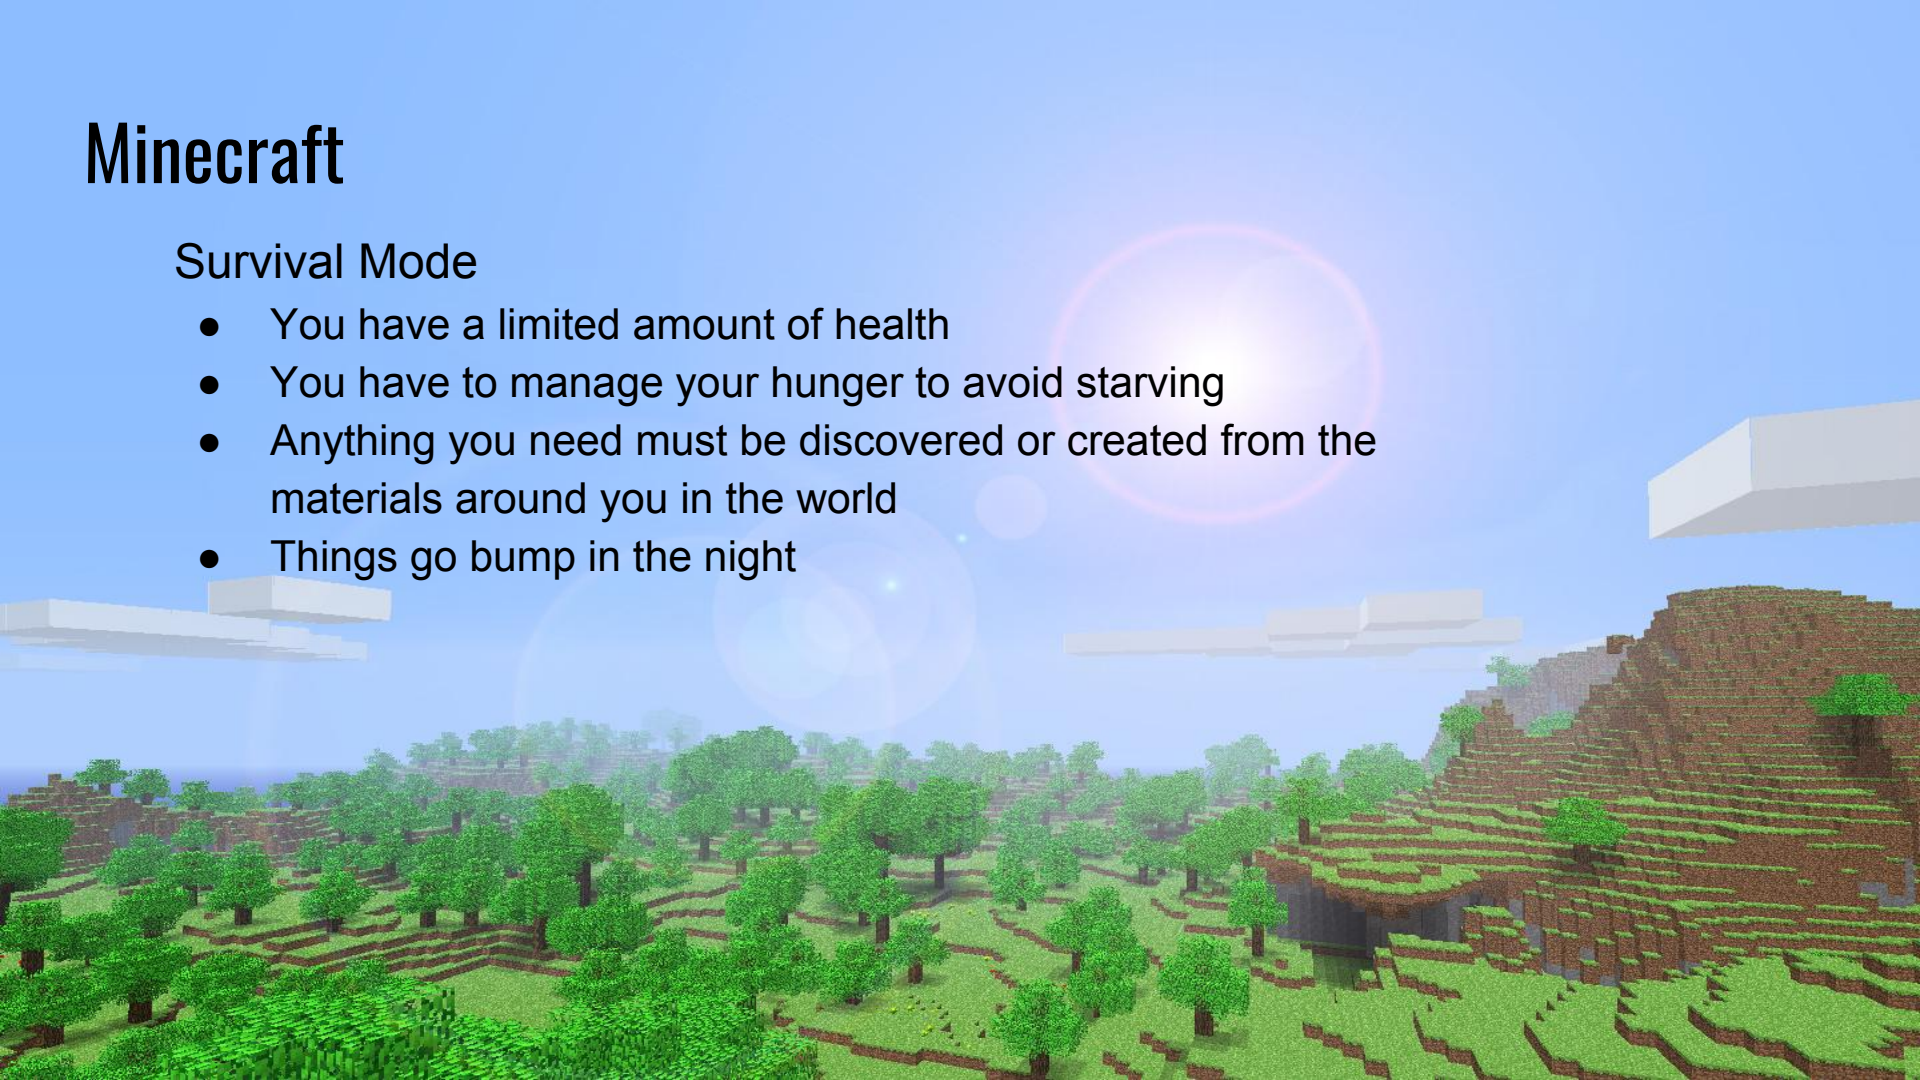 Minecraft
Survival Mode
● You have a limited amount of health
● You have to manage your hunger to avoid starving
● Anything you need must be discovered or created from the
materials around you in the world
● Things go bump in the night